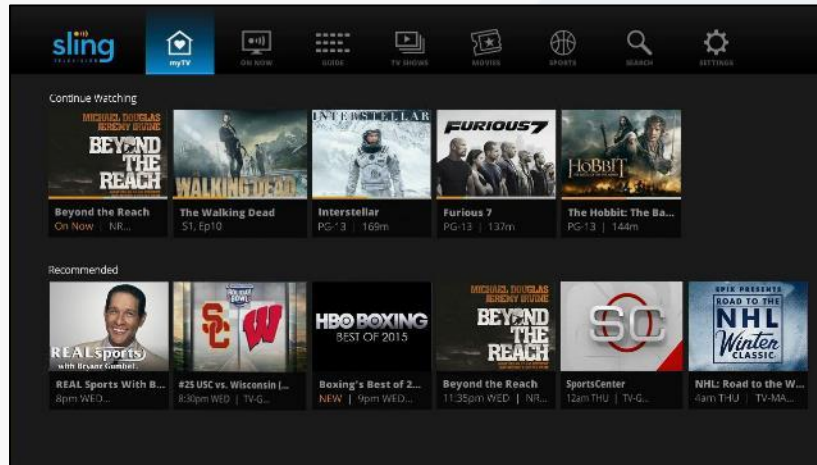 sling
TELEVISION
myTV
ON NOW
GUIDE
TV SHOWS
MOVIES
SPORTS
SEARCH
SETTINGS
Continue Watching
MICHAEL DOUGLAS
JEREMY IRVINE
BEYOND
THE
REACH
WALKING DEAD
INTERSTELLAR
FURIOUS7
THE HOBBIT
Beyond the Reach
On Now | NR...
The Walking Dead
S1, Ep10
Interstellar
PG-13 | 169m
Furious 7
PG-13 | 137m
The Hobbit: The Ba...
PG-13 | 144m
Recommended
REALsports
with Bryant Gumbel
HOLIDAY
BOWL
SC
W
HBO BOXING
BEST OF 2015
MICHAEL DOUGLAS
JEREMY IRVINE
BEYOND
THE
REACH
SC
EPIX PRESENTS
ROAD TO THE
NHL
Winter
CLASSIC
REAL Sports With B...
8pm WED...
#25 USC vs. Wisconsin (...
8:30pm WED | TV-G...
Boxing's Best of 2...
NEW | 9pm WED...
Beyond the Reach
11:35pm WED | NR...
SportsCenter
12am THU | TV-G...
NHL: Road to the W...
4am THU | TV-MA...